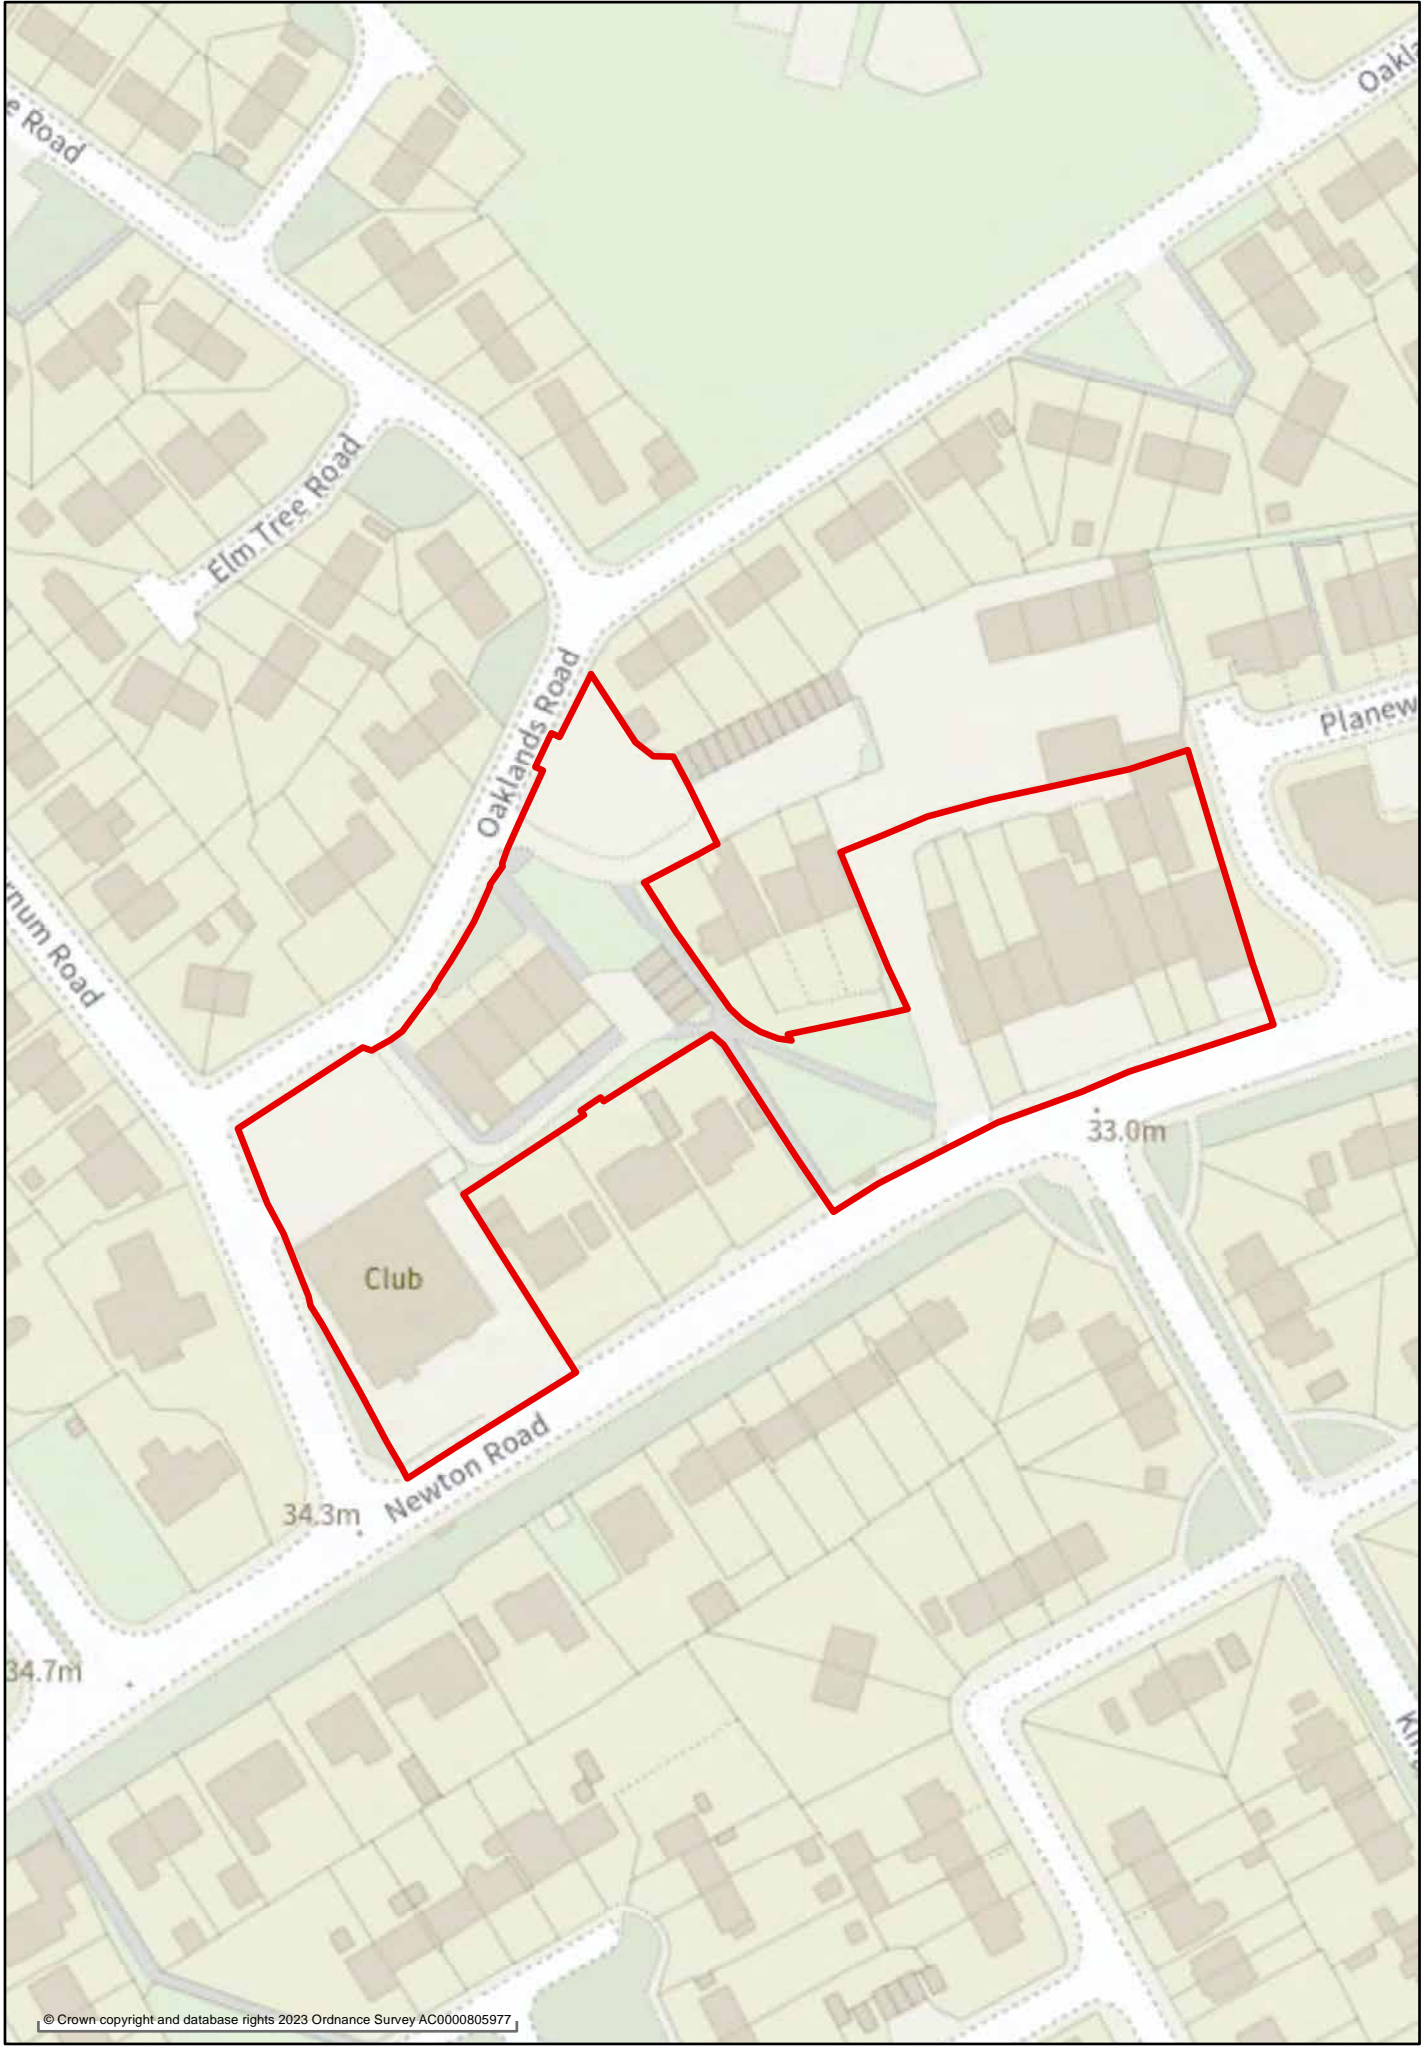 e Road
Oakla
Elm Tree Road
Oaklands Road
Planew
rnum Road
33.0m
Club
Newton Road
34.3m
34.7m
© Crown copyright and database rights 2023 Ordnance Survey AC0000805977